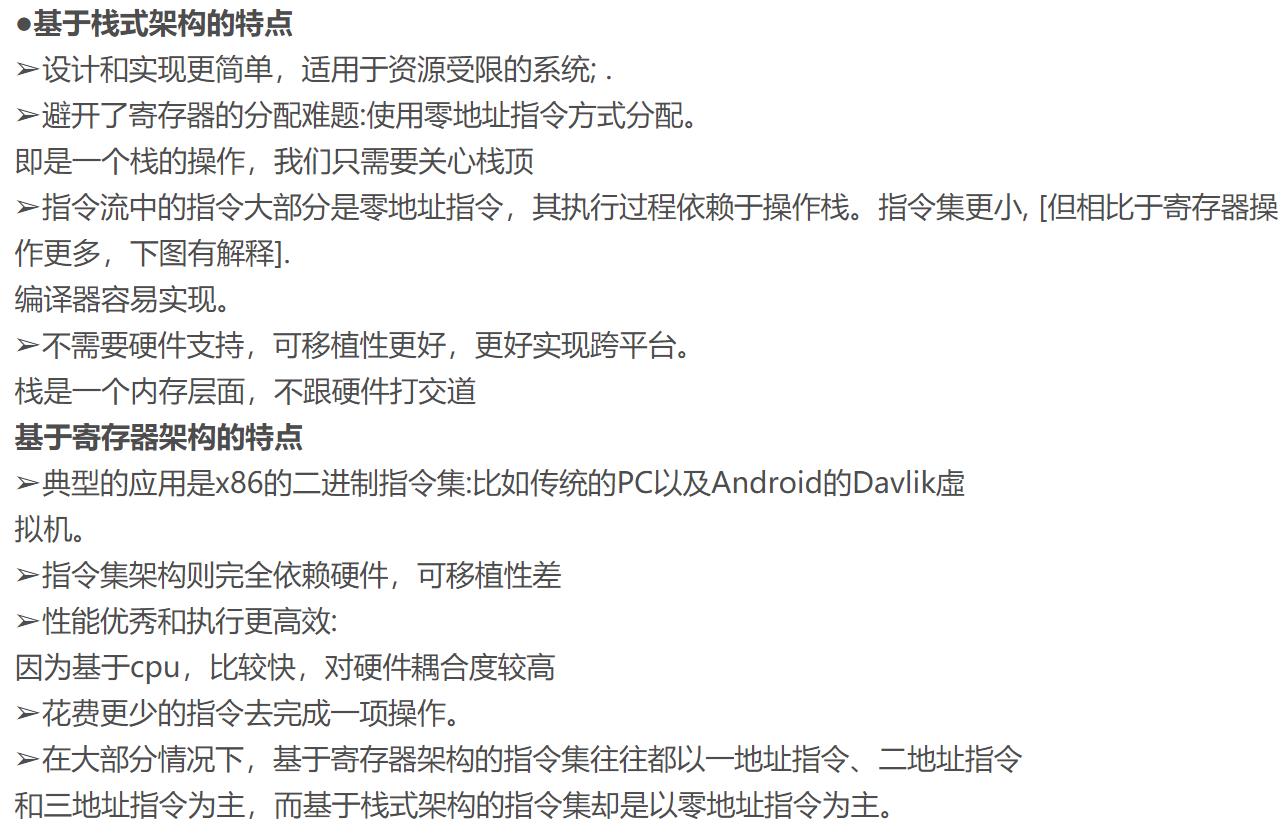 ●基于栈式架构的特点
➢设计和实现更简单，适用于资源受限的系统; .
➢避开了寄存器的分配难题:使用零地址指令方式分配。
即是一个栈的操作，我们只需要关心栈顶
➢指令流中的指令大部分是零地址指令，其执行过程依赖于操作栈。指令集更小, [但相比于寄存器操
作更多，下图有解释].
编译器容易实现。
➢不需要硬件支持，可移植性更好，更好实现跨平台。
栈是一个内存层面，不跟硬件打交道
基于寄存器架构的特点
➢典型的应用是x86的二进制指令集:比如传统的PC以及Android的Davlik虚
拟机。
➢指令集架构则完全依赖硬件，可移植性差
➢性能优秀和执行更高效:
因为基于cpu，比较快，对硬件耦合度较高
➢花费更少的指令去完成一项操作。
➢在大部分情况下，基于寄存器架构的指令集往往都以一地址指令、二地址指令
和三地址指令为主，而基于栈式架构的指令集却是以零地址指令为主。